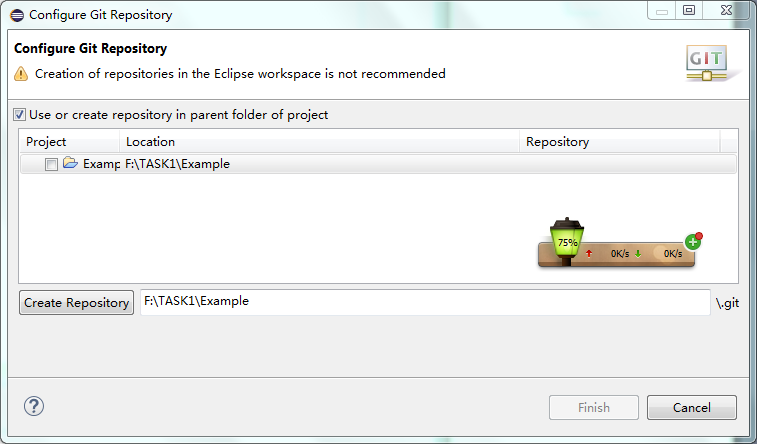 Configure Git Repository
Configure Git Repository
Creation of repositories in the Eclipse workspace is not recommended
GIT
Use or create repository in parent folder of project
Project Location Repository
Examp F:\TASK1\Example
75% 0K/s 0K/s
Create Repository F:\TASK1\Example \.git
? Finish Cancel